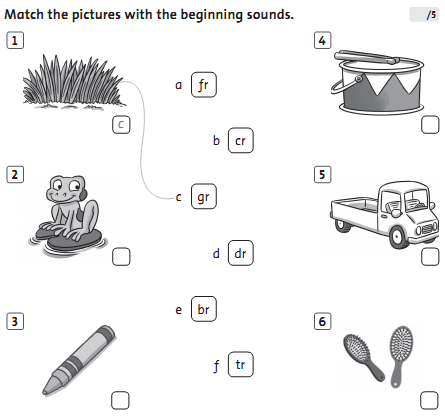 Match the pictures with the beginning sounds. /5
1
c
2
3
a fr
b cr
c gr
d dr
e br
f tr
4
5
6